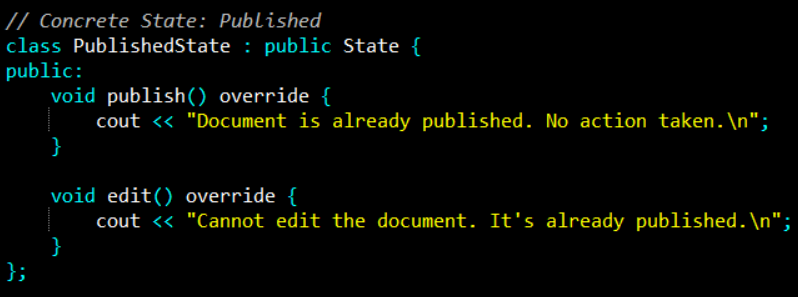 // Concrete State: Published
class PublishedState : public State {
public:
    void publish() override {
        cout << "Document is already published. No action taken.\n";
    }

    void edit() override {
        cout << "Cannot edit the document. It's already published.\n";
    }
};